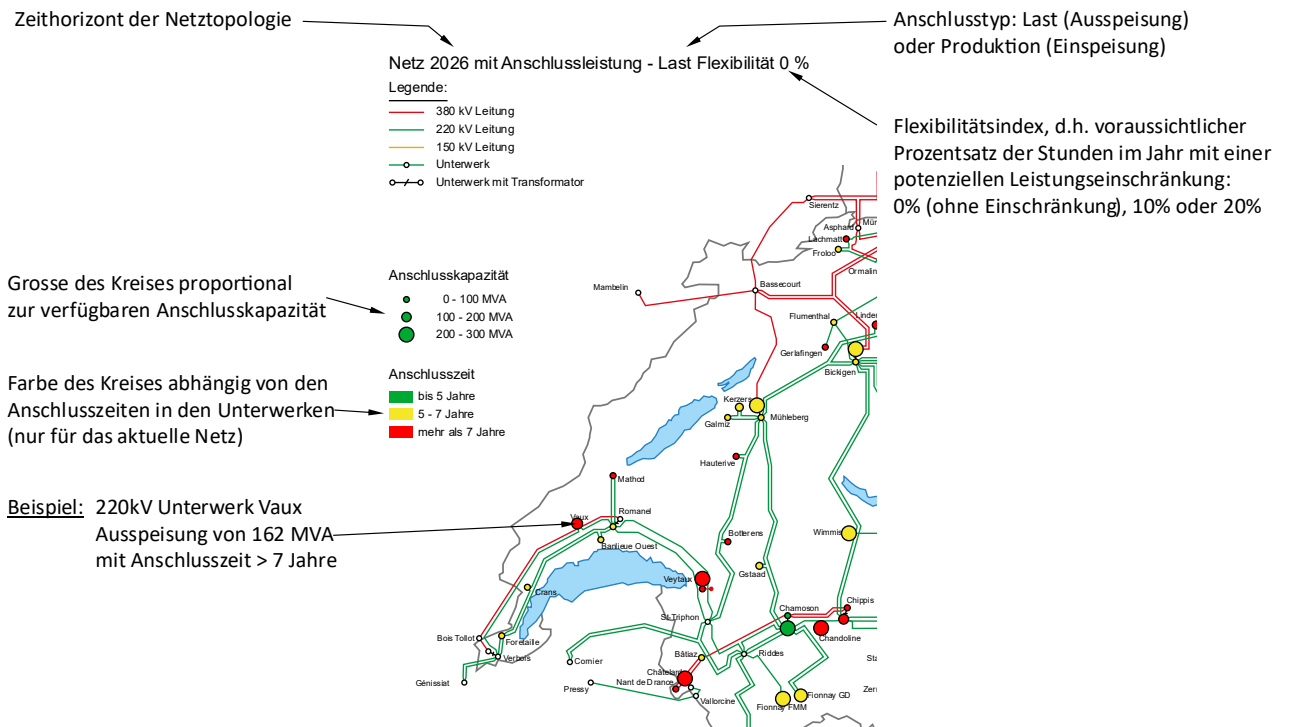 Zeithorizont der Netztopologie
Anschlusstyp: Last (Ausspeisung)
oder Produktion (Einspeisung)
Netz 2026 mit Anschlussleistung - Last Flexibilität 0 %
Legende:
380 kV Leitung
220 kV Leitung
150 kV Leitung
Unterwerk
Unterwerk mit Transformator
Flexibilitätsindex, d.h. voraussichtlicher
Prozentsatz der Stunden im Jahr mit einer
potenziellen Leistungseinschränkung:
0% (ohne Einschränkung), 10% oder 20%
Grosse des Kreises proportional
zur verfügbaren Anschlusskapazität
Anschlusskapazität
0 - 100 MVA
100 - 200 MVA
200 - 300 MVA
Farbe des Kreises abhängig von den
Anschlusszeiten in den Unterwerken
(nur für das aktuelle Netz)
Anschlusszeit
bis 5 Jahre
5 - 7 Jahre
mehr als 7 Jahre
Beispiel: 220kV Unterwerk Vaux
Ausspeisung von 162 MVA
mit Anschlusszeit > 7 Jahre
Sierentz
Asphard
Mür
Lachmatt
Froloo
Ormalin
Mambelin
Bassecourt
Flumenthal
Linden
Gerlafingen
Bickigen
Kerzers
Galmiz
Mühleberg
Hauterive
Mathod
Vaux
Romanel
Banlieue Ouest
Botterens
Wimmis
Gstaad
Veytaux
Crans
Chamoson
Chippis
St-Triphon
Chandoline
Bois Tollot
Foretaille
Verbois
Cornier
Bâtiaz
Riddes
Sta
Génissiat
Pressy
Châtelard
Nant de Drance
Vallorcine
Fionnay GD
Fionnay FMM
Zer